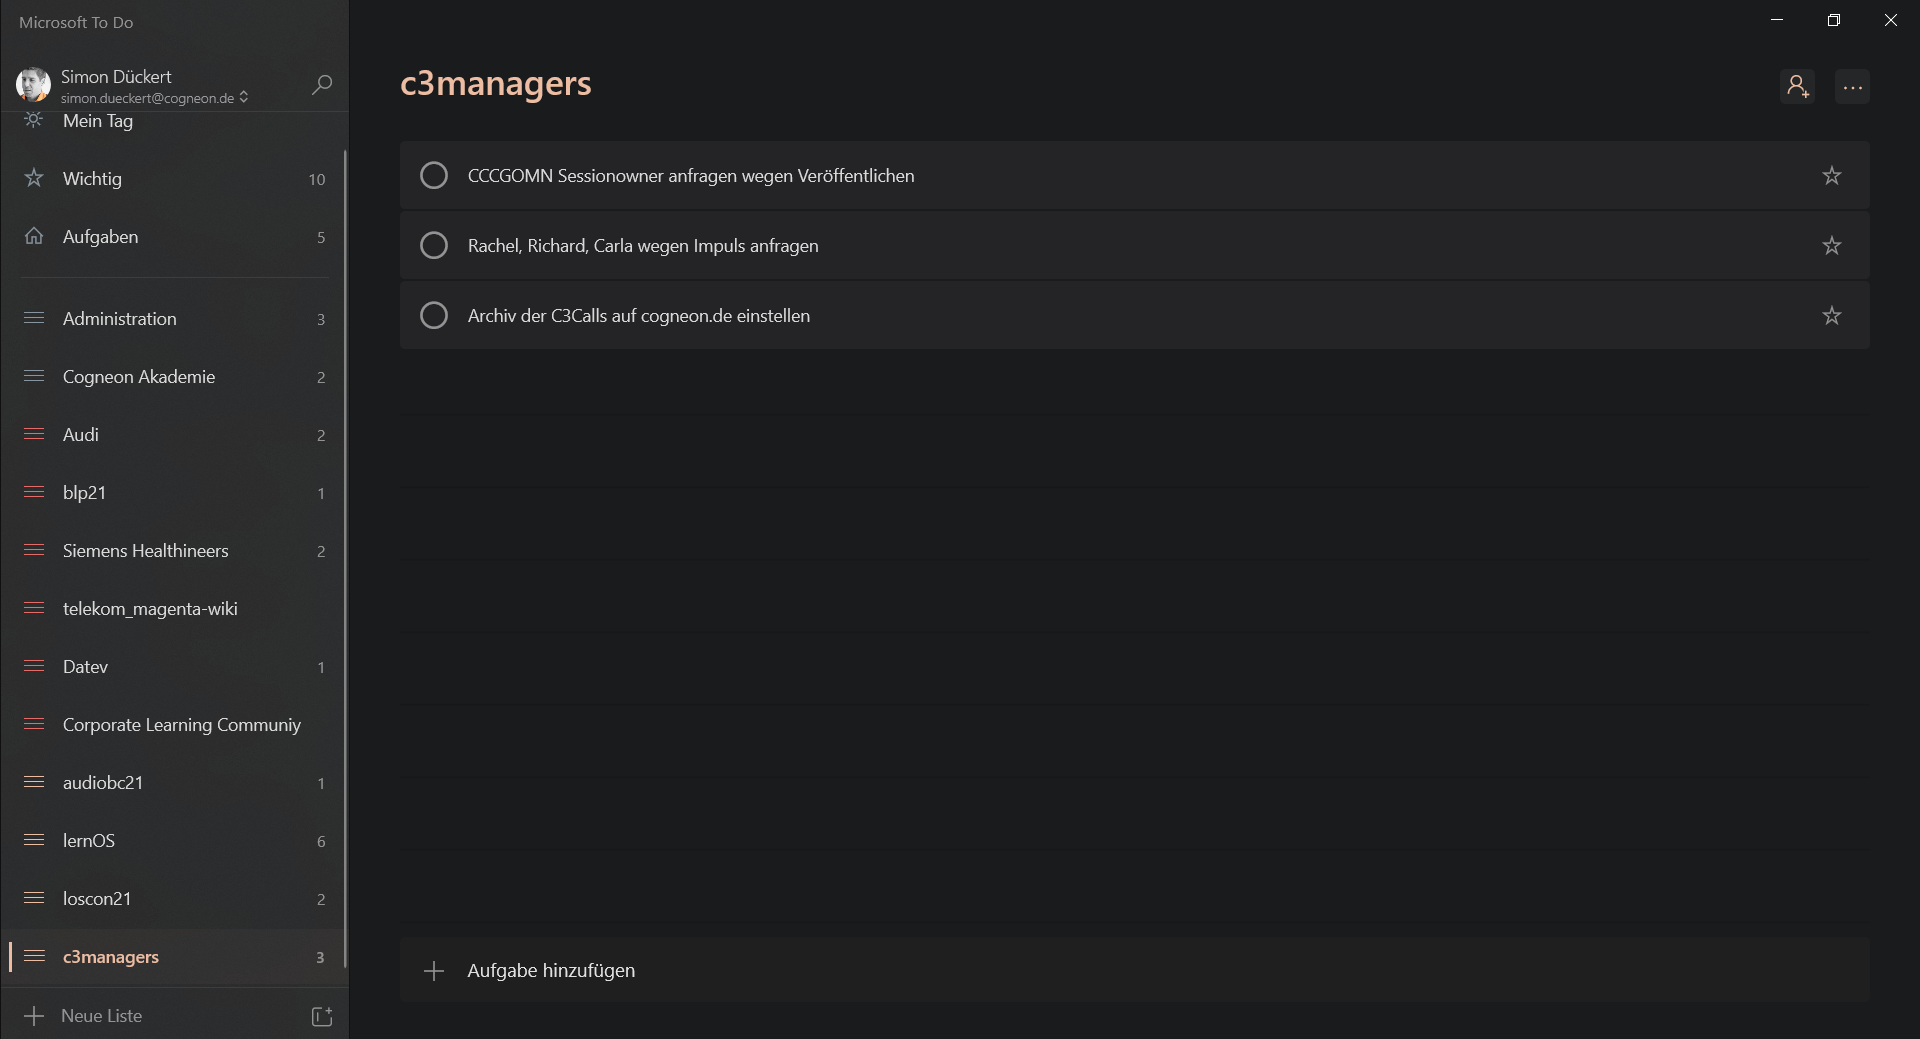 Microsoft To Do
Simon Dückert
simon.dueckert@cogneon.de
Mein Tag
Wichtig 10
Aufgaben 5
Administration 3
Cogneon Akademie 2
Audi 2
blp21 1
Siemens Healthineers 2
telekom_magenta-wiki
Datev 1
Corporate Learning Communiy
audiobc21 1
lernOS 6
loscon21 2
c3managers 3
Neue Liste
c3managers
CCCGOMN Sessionowner anfragen wegen Veröffentlichen
Rachel, Richard, Carla wegen Impuls anfragen
Archiv der C3Calls auf cogneon.de einstellen
Aufgabe hinzufügen